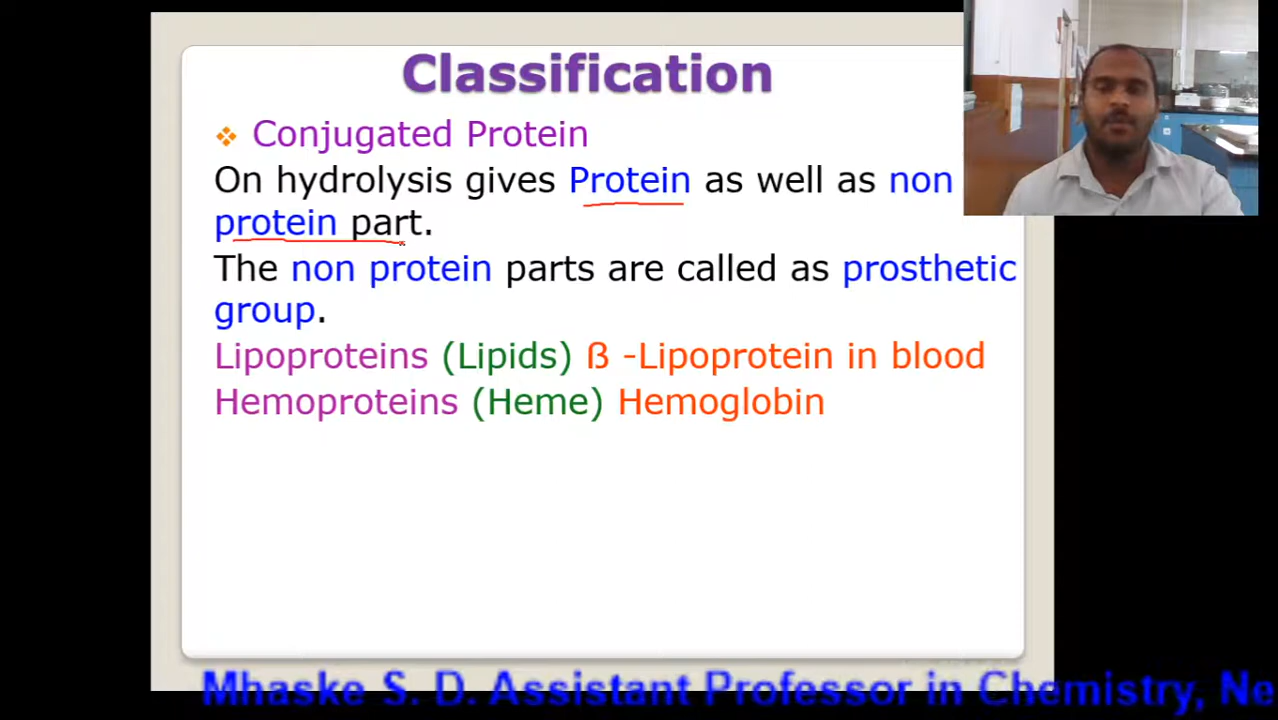 Classification
Conjugated Protein
On hydrolysis gives Protein as well as non
protein part.
The non protein parts are called as prosthetic
group.
Lipoproteins (Lipids) ß -Lipoprotein in blood
Hemoproteins (Heme) Hemoglobin
Mhaske S. D. Assistant Professor in Chemistry, Ne